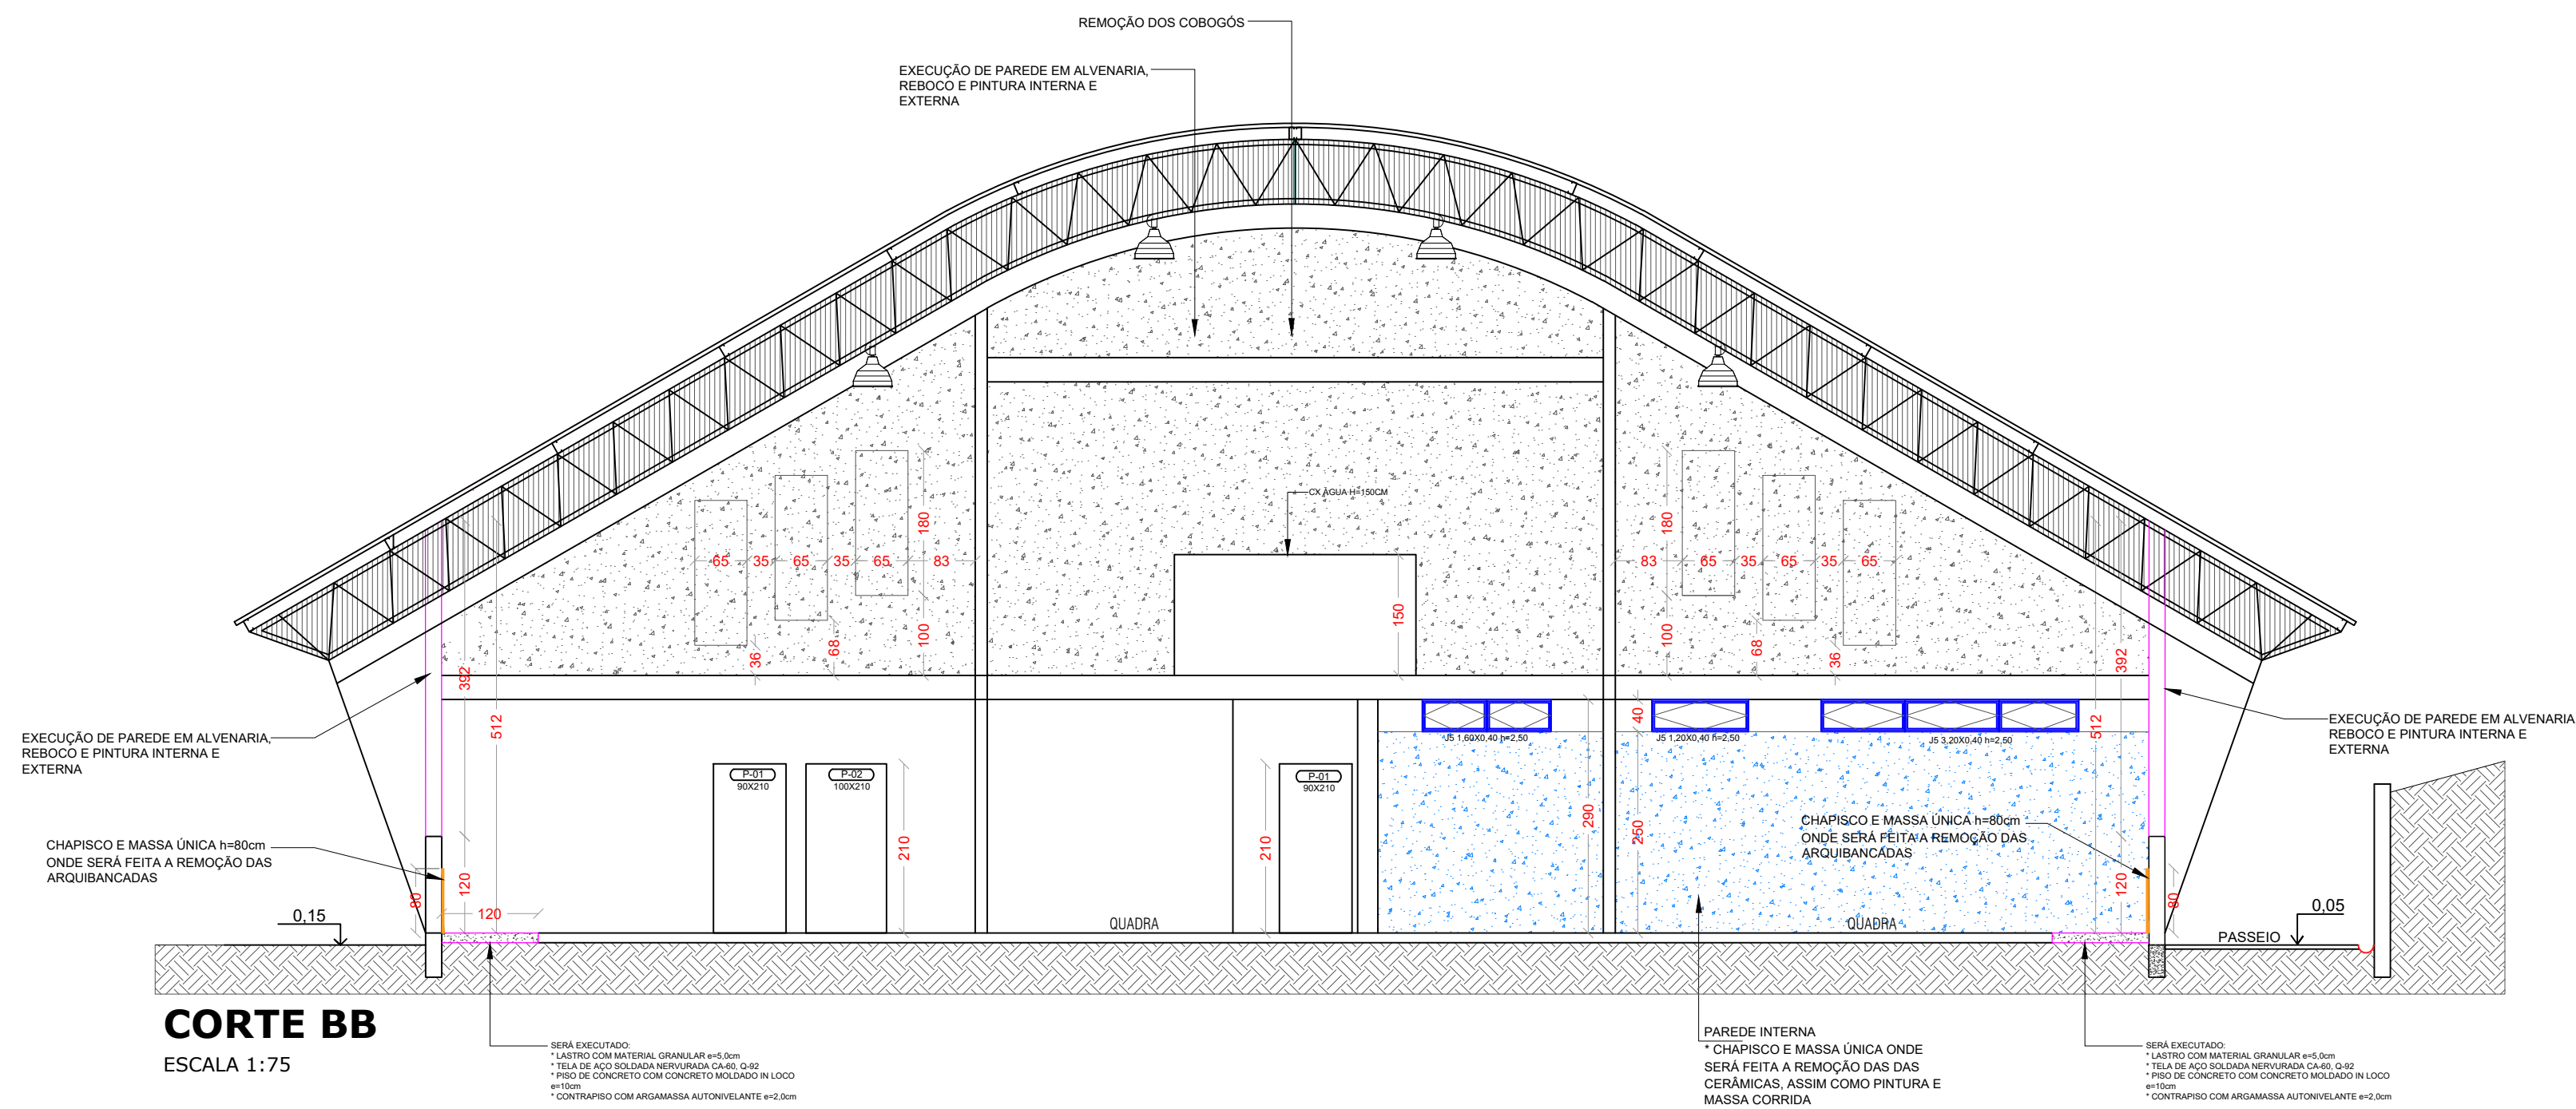 REMOÇÃO DOS COBOGÓS
EXECUÇÃO DE PAREDE EM ALVENARIA,
REBOCO E PINTURA INTERNA E
EXTERNA
180
65
35
65
35
65
83
36
68
100
CX ÁGUA H=150CM
150
180
83
65
35
65
35
65
100
68
36
392
512
392
512
EXECUÇÃO DE PAREDE EM ALVENARIA,
REBOCO E PINTURA INTERNA E
EXTERNA
EXECUÇÃO DE PAREDE EM ALVENARIA
REBOCO E PINTURA INTERNA E
EXTERNA
J5 1,60X0,40 h=2,50
40
J5 1,20X0,40 h=2,50
J5 3,20X0,40 h=2,50
P-01
90X210
P-02
100X210
210
P-01
90X210
210
290
250
CHAPISCO E MASSA ÚNICA h=80cm
ONDE SERÁ FEITA A REMOÇÃO DAS
ARQUIBANCADAS
CHAPISCO E MASSA ÚNICA h=80cm
ONDE SERÁ FEITA A REMOÇÃO DAS
ARQUIBANCADAS
80
120
120
120
80
0,15
QUADRA
QUADRA
PASSEIO
0,05
CORTE BB
ESCALA 1:75
SERÁ EXECUTADO:
* LASTRO COM MATERIAL GRANULAR e=5,0cm
* TELA DE AÇO SOLDADA NERVURADA CA-60, Q-92
* PISO DE CONCRETO COM CONCRETO MOLDADO IN LOCO
e=10cm
* CONTRAPISO COM ARGAMASSA AUTONIVELANTE e=2,0cm
PAREDE INTERNA
* CHAPISCO E MASSA ÚNICA ONDE
SERÁ FEITA A REMOÇÃO DAS DAS
CERÂMICAS, ASSIM COMO PINTURA E
MASSA CORRIDA
SERÁ EXECUTADO:
* LASTRO COM MATERIAL GRANULAR e=5,0cm
* TELA DE AÇO SOLDADA NERVURADA CA-60, Q-92
* PISO DE CONCRETO COM CONCRETO MOLDADO IN LOCO
e=10cm
* CONTRAPISO COM ARGAMASSA AUTONIVELANTE e=2,0cm